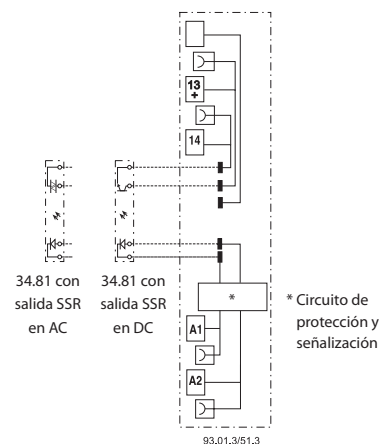 13
+
14
34.81 con
salida SSR
en AC
34.81 con
salida SSR
en DC
*
* Circuito de
protección y
señalización
A1
A2
93.01.3/51.3